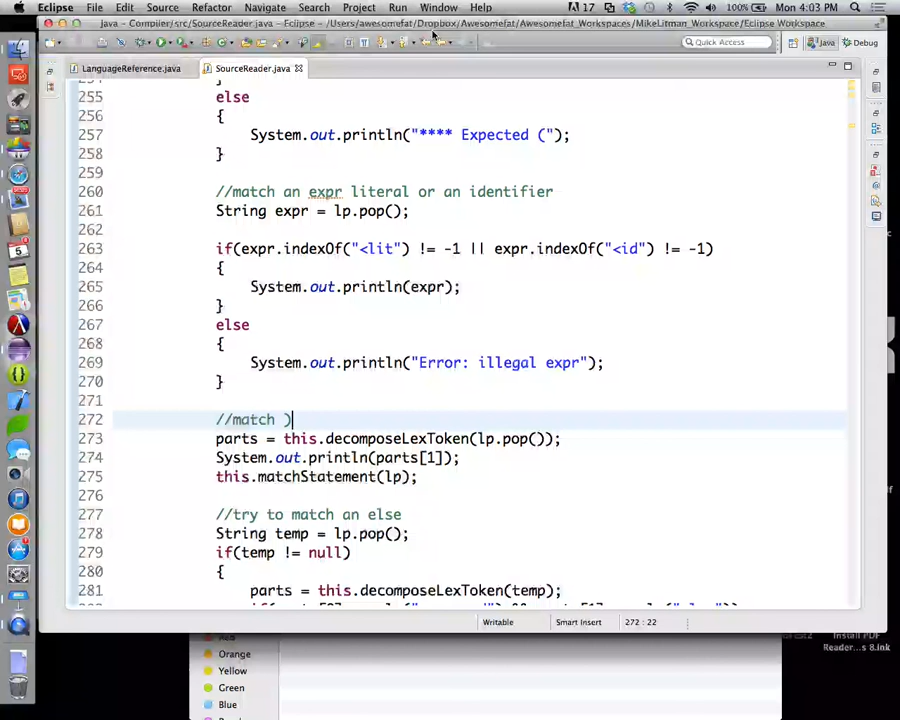 Eclipse File Edit Source Refactor Navigate Search Project Run Window 17 100% Mon 4:03 PM
Java - Compiler/src/SourceReader.java - Eclipse - /Users/awesomefat/Dropbox/Awesomefat/Awesomefat_Workspaces/MikeLitman_Workspace/Eclipse Workspace
Quick Access Java Debug
LanguageReference.java SourceReader.java
255 else
256 {
257 System.out.println("**** Expected (");
258 }
259
260 //match an expr literal or an identifier
261 String expr = lp.pop();
262
263 if(expr.indexOf("<lit") != -1 || expr.indexOf("<id") != -1)
264 {
265 System.out.println(expr);
266 }
267 else
268 {
269 System.out.println("Error: illegal expr");
270 }
271
272 //match )
273 parts = this.decomposeLexToken(lp.pop());
274 System.out.println(parts[1]);
275 this.matchStatement(lp);
276
277 //try to match an else
278 String temp = lp.pop();
279 if(temp != null)
280 {
281 parts = this.decomposeLexToken(temp);
Writable Smart Insert 272 : 22
Orange
Yellow
Green
Blue
Install PDF
Reader...s 8.lnk